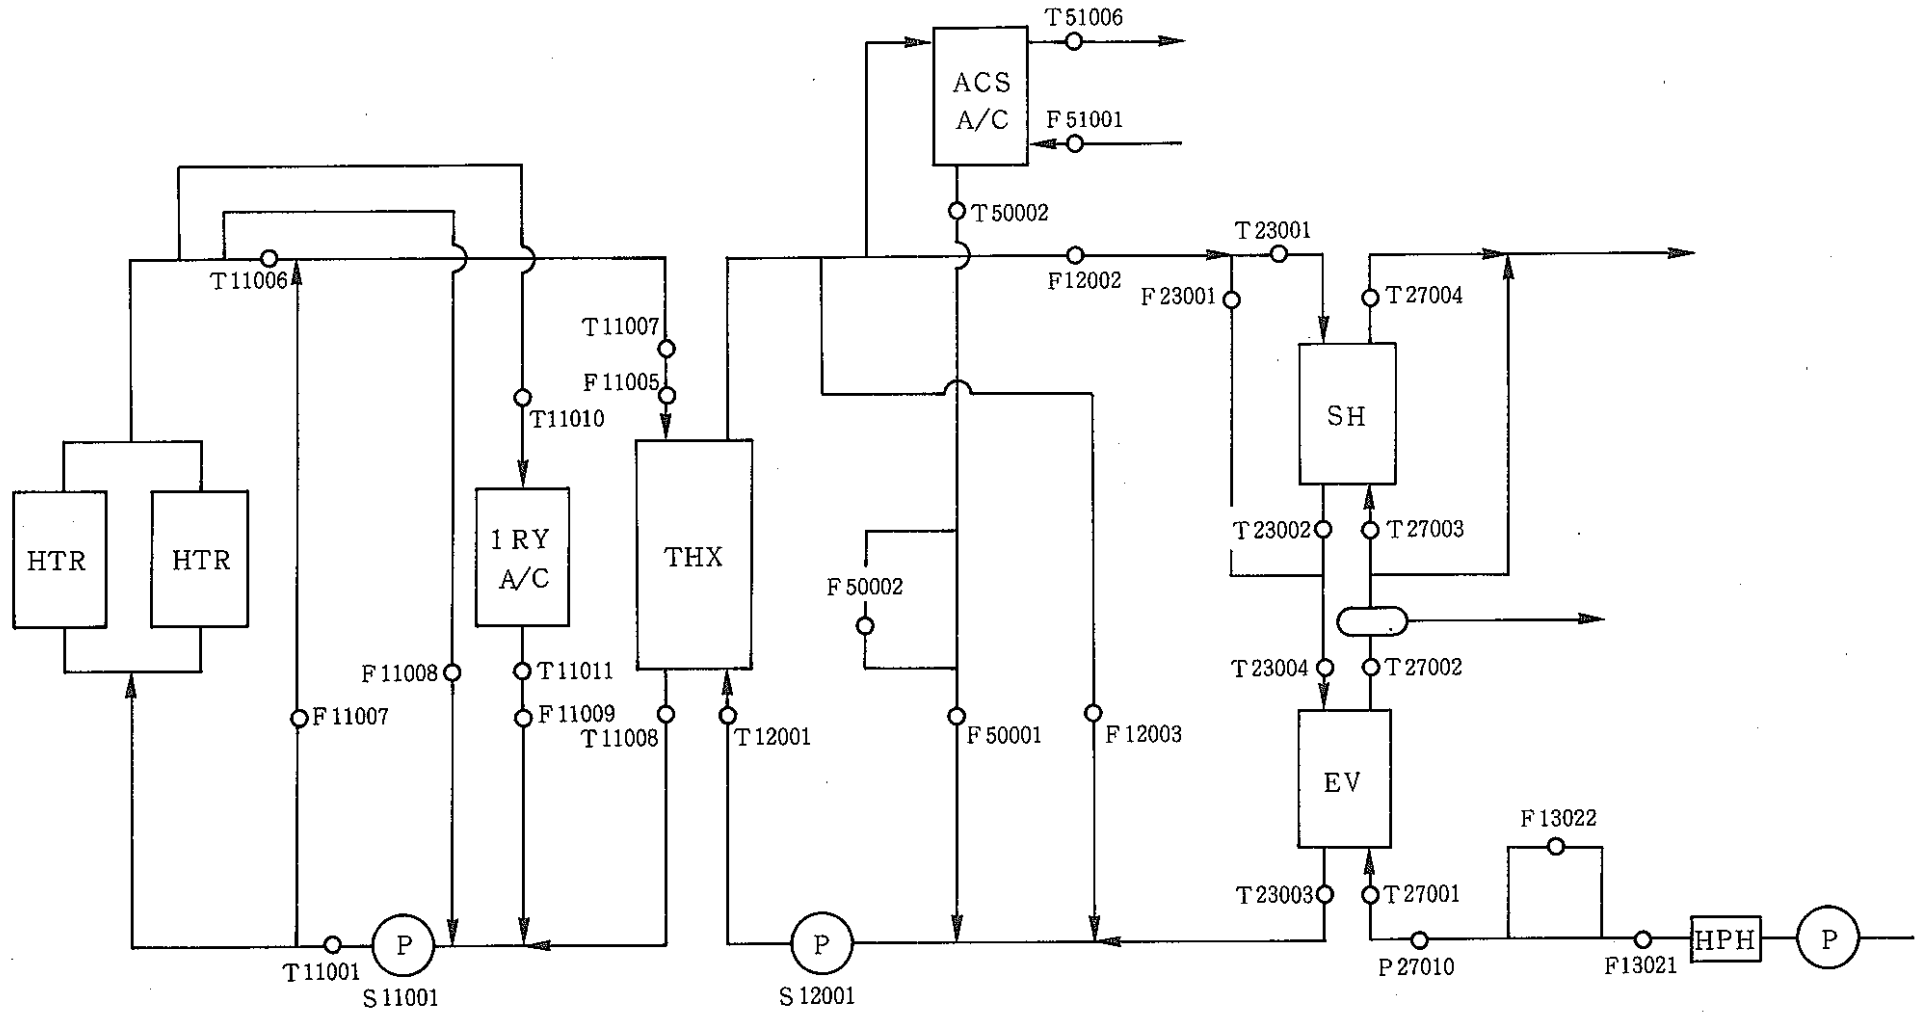 T51006
ACS
A/C
F51001
T50002
T23001
T11006
F12002
F23001
T27004
T11007
F11005
T11010
SH
HTR
HTR
1RY
A/C
THX
T23002
T27003
F50002
F11008
T11011
T23004
T27002
F11007
F11009
T11008
T12001
F50001
F12003
EV
F13022
T23003
T27001
P
P
HPH
P
T11001
S11001
S12001
P27010
F13021